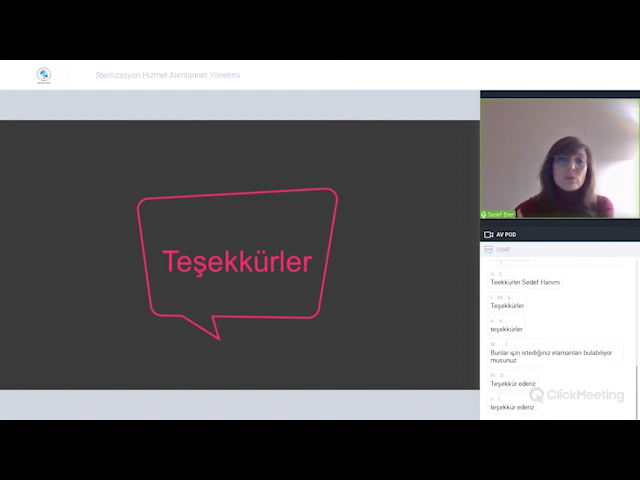 Sterilizasyon Hizmet Alımlarının Yönetimi
Teşekkürler
Sedef Eker
AV POD
CHAT
Teekkürler Sedef Hanım
Teşekkürler
teşekkürler
Bunlar için istediğiniz elamanları bulabiliyor
musunuz
Teşekkür ederiz
teşekkür ederiz
ClickMeeting